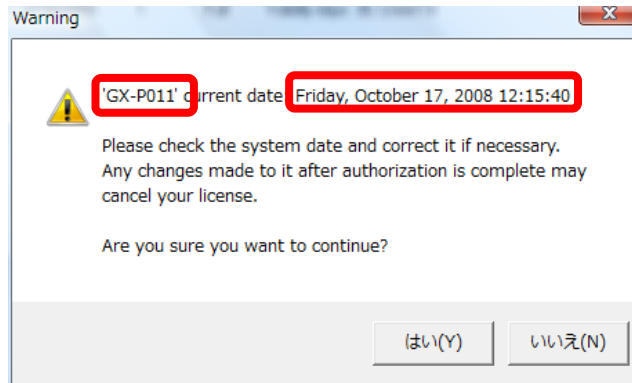 Warning
'GX-P011' current date Friday, October 17, 2008 12:15:40
Please check the system date and correct it if necessary.
Any changes made to it after authorization is complete may
cancel your license.
Are you sure you want to continue?
はい(Y) いいえ(N)